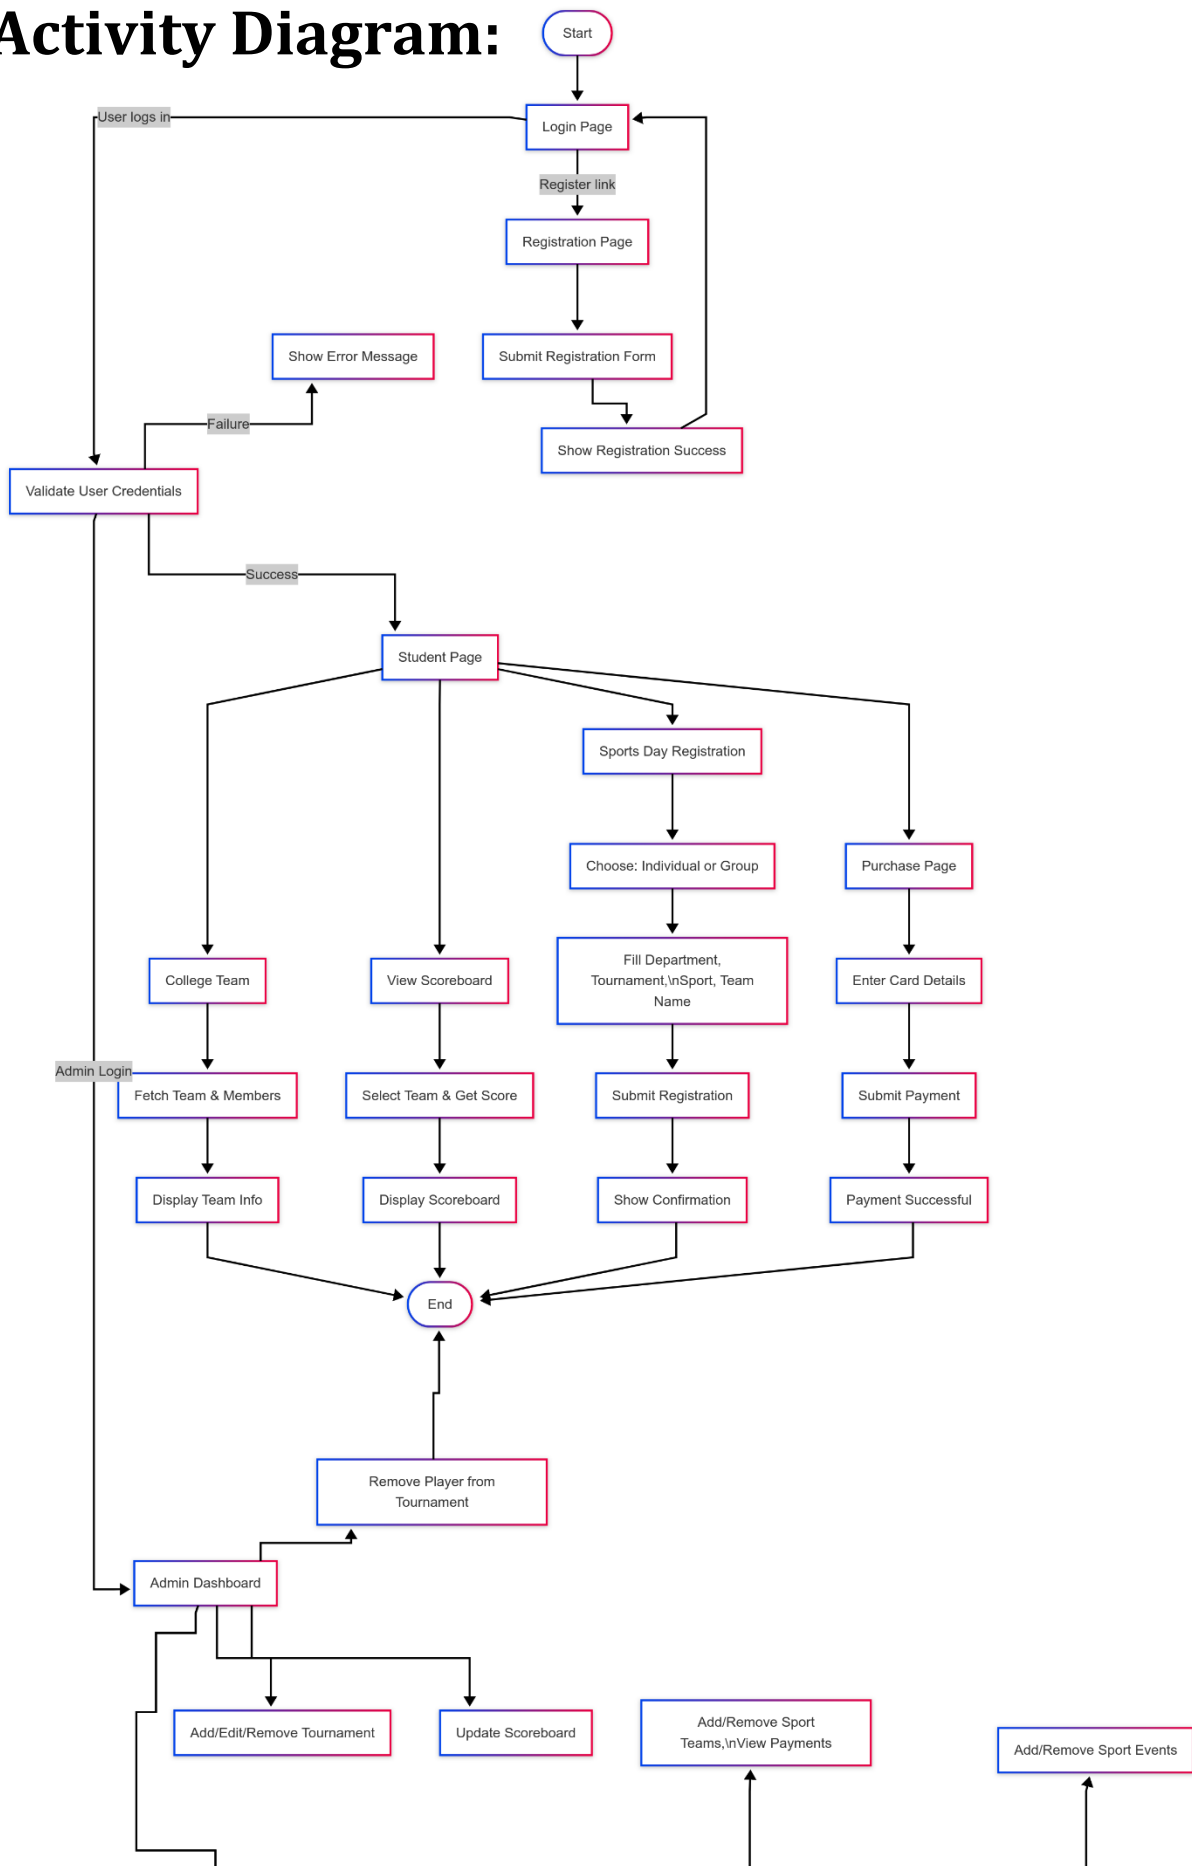 Activity Diagram:
Start
User logs in
Login Page
Register link
Registration Page
Show Error Message
Submit Registration Form
Failure
Show Registration Success
Validate User Credentials
Success
Student Page
Sports Day Registration
Choose: Individual or Group
Purchase Page
College Team
View Scoreboard
Fill Department,
Tournament,\nSport, Team
Name
Enter Card Details
Admin Login
Fetch Team & Members
Select Team & Get Score
Submit Registration
Submit Payment
Display Team Info
Display Scoreboard
Show Confirmation
Payment Successful
End
Remove Player from
Tournament
Admin Dashboard
Add/Edit/Remove Tournament
Update Scoreboard
Add/Remove Sport
Teams,\nView Payments
Add/Remove Sport Events